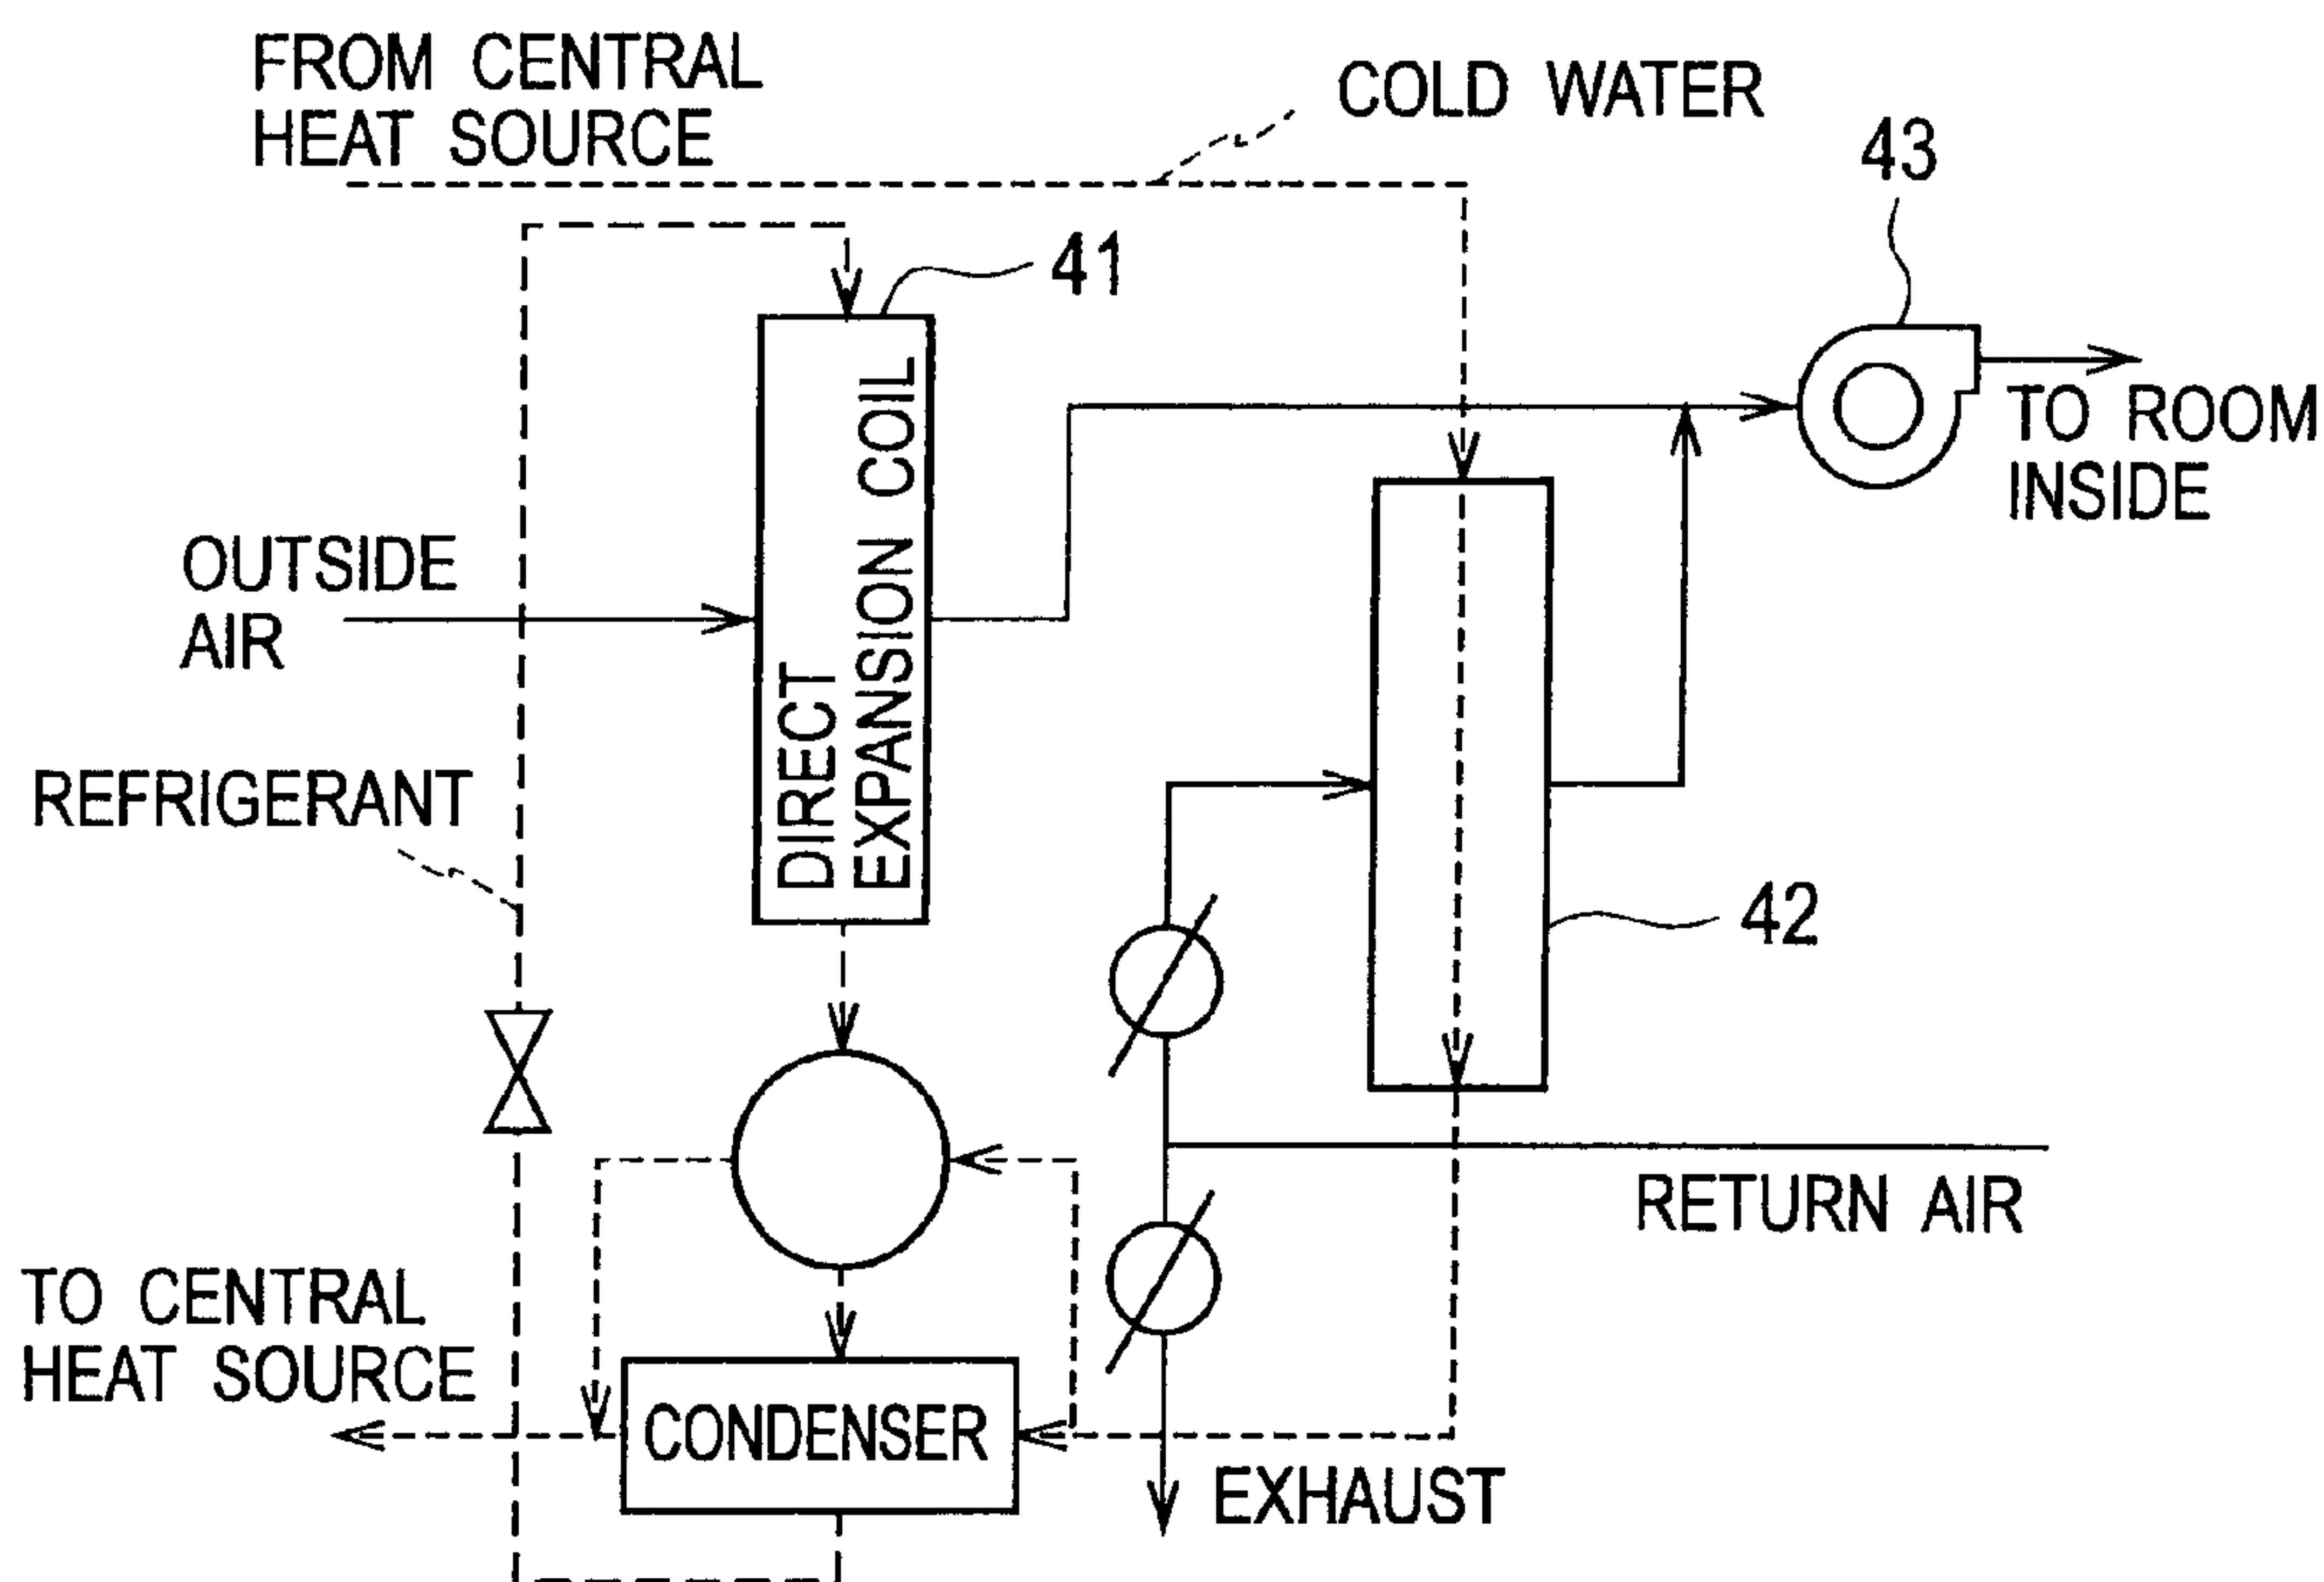 FROM CENTRAL
HEAT SOURCE
COLD WATER
43
41
TO ROOM
INSIDE
OUTSIDE
AIR
DIRECT
EXPANSION COIL
REFRIGERANT
42
RETURN AIR
TO CENTRAL
HEAT SOURCE
CONDENSER
EXHAUST